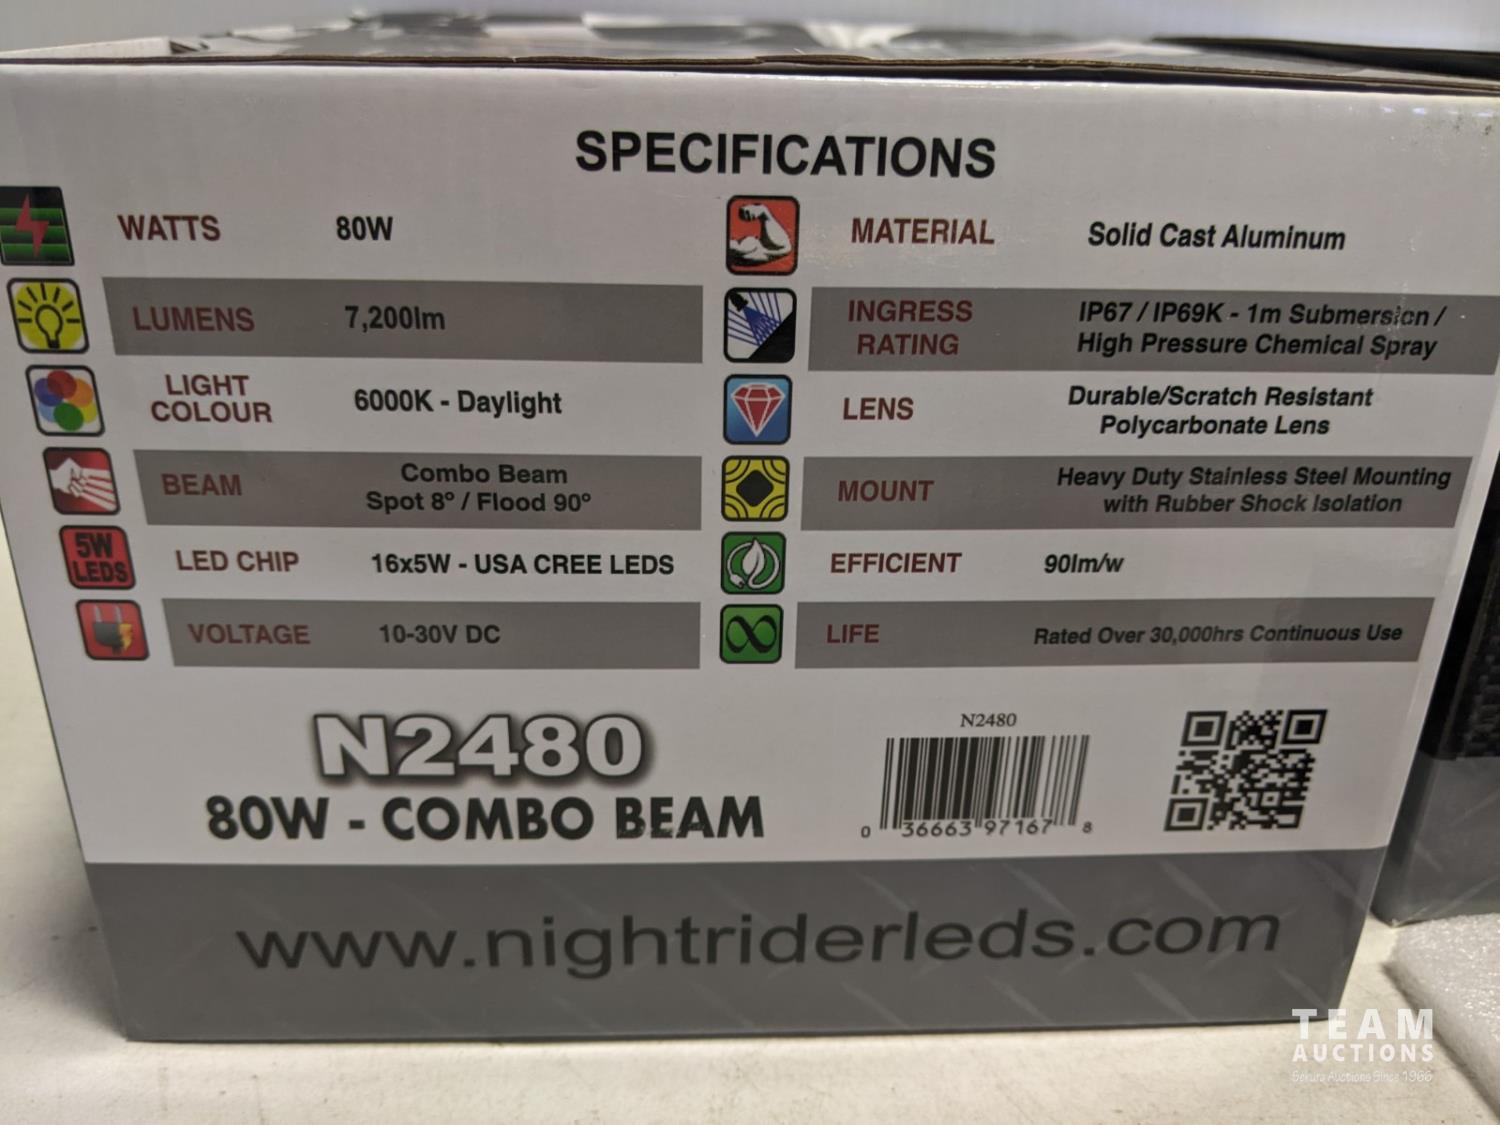 SPECIFICATIONS
WATTS 80W
LUMENS 7,200lm
LIGHT COLOUR 6000K - Daylight
BEAM Combo Beam
Spot 8° / Flood 90°
5W LEDS LED CHIP 16x5W - USA CREE LEDS
VOLTAGE 10-30V DC
MATERIAL Solid Cast Aluminum
INGRESS RATING IP67 / IP69K - 1m Submersion /
High Pressure Chemical Spray
LENS Durable/Scratch Resistant
Polycarbonate Lens
MOUNT Heavy Duty Stainless Steel Mounting
with Rubber Shock Isolation
EFFICIENT 90lm/w
LIFE Rated Over 30,000hrs Continuous Use
N2480
80W - COMBO BEAM
N2480
0 36663 97167 8
www.nightriderleds.com
TEAM
AUCTIONS
Sekura Auctions Since 1966